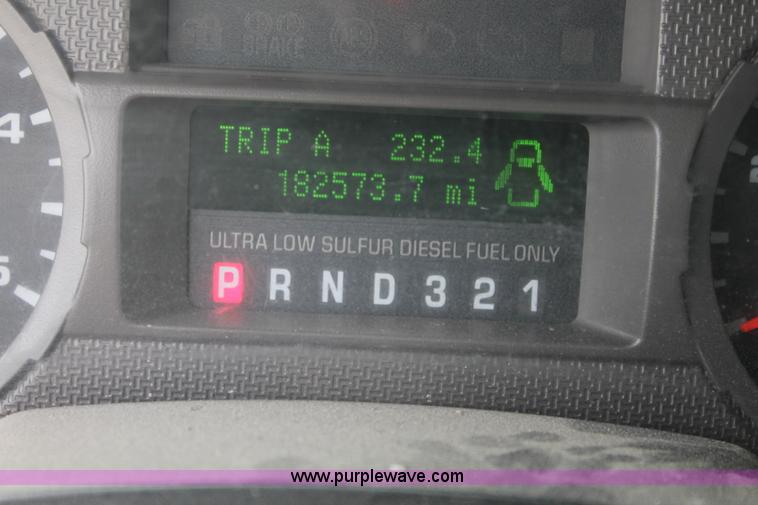 BRAKE
4
TRIP A 232.4
182573.7 mi
ULTRA LOW SULFUR DIESEL FUEL ONLY
5
P R N D 3 2 1
www.purplewave.com